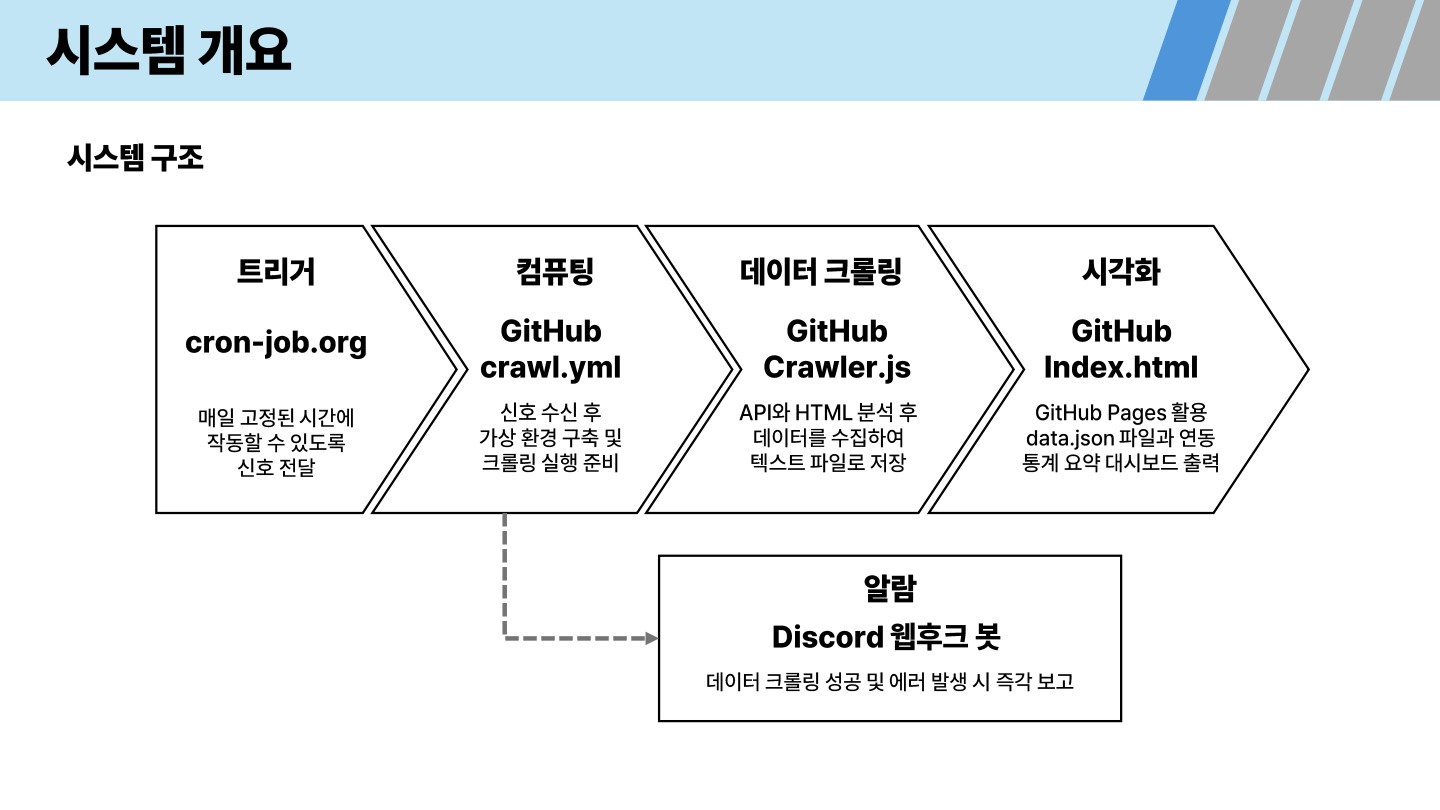 시스템 개요
시스템 구조
트리거
cron-job.org
매일 고정된 시간에
작동할 수 있도록
신호 전달
컴퓨팅
GitHub
crawl.yml
신호 수신 후
가상 환경 구축 및
크롤링 실행 준비
데이터 크롤링
GitHub
Crawler.js
API와 HTML 분석 후
데이터를 수집하여
텍스트 파일로 저장
시각화
GitHub
Index.html
GitHub Pages 활용
data.json 파일과 연동
통계 요약 대시보드 출력
알람
Discord 웹후크 봇
데이터 크롤링 성공 및 에러 발생 시 즉각 보고